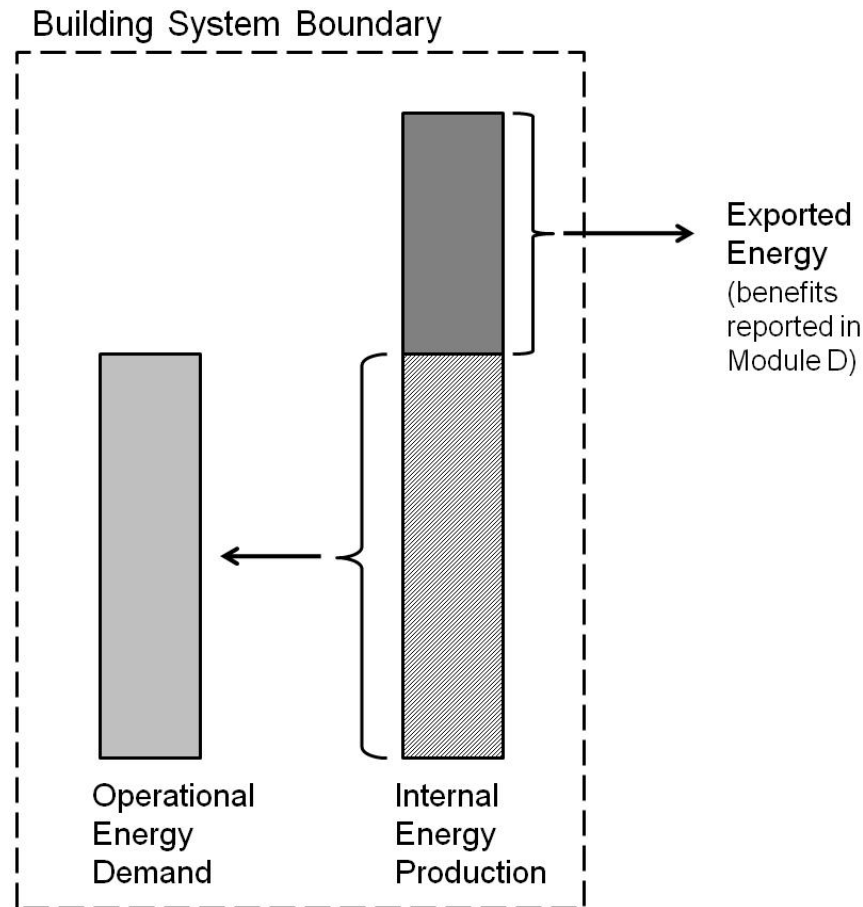 Building System Boundary
Exported
Energy
(benefits
reported in
Module D)
Operational
Energy
Demand
Internal
Energy
Production